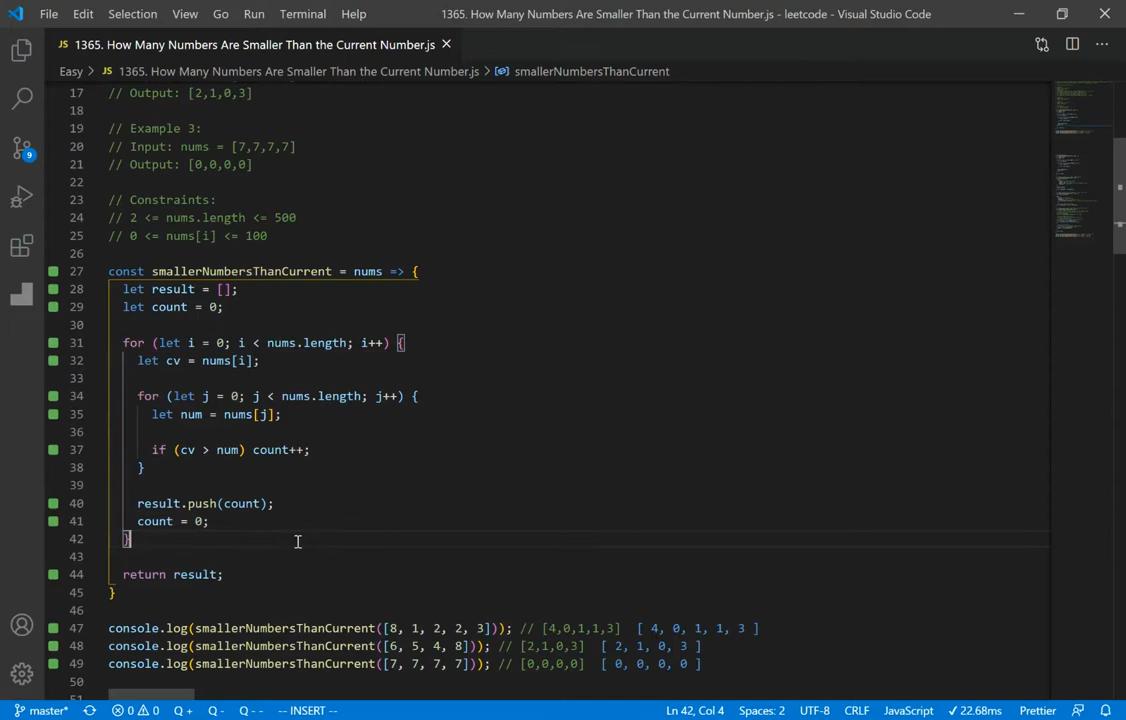 File Edit Selection View Go Run Terminal Help 1365. How Many Numbers Are Smaller Than the Current Number.js - leetcode - Visual Studio Code
JS 1365. How Many Numbers Are Smaller Than the Current Number.js
Easy > JS 1365. How Many Numbers Are Smaller Than the Current Number.js > smallerNumbersThanCurrent
17 // Output: [2,1,0,3]
18
19 // Example 3:
20 // Input: nums = [7,7,7,7]
21 // Output: [0,0,0,0]
22
23 // Constraints:
24 // 2 <= nums.length <= 500
25 // 0 <= nums[i] <= 100
26
27 const smallerNumbersThanCurrent = nums => {
28 let result = [];
29 let count = 0;
30
31 for (let i = 0; i < nums.length; i++) {
32 let cv = nums[i];
33
34 for (let j = 0; j < nums.length; j++) {
35 let num = nums[j];
36
37 if (cv > num) count++;
38 }
39
40 result.push(count);
41 count = 0;
42 }
43
44 return result;
45 }
46
47 console.log(smallerNumbersThanCurrent([8, 1, 2, 2, 3])); // [4,0,1,1,3] [ 4, 0, 1, 1, 3 ]
48 console.log(smallerNumbersThanCurrent([6, 5, 4, 8])); // [2,1,0,3] [ 2, 1, 0, 3 ]
49 console.log(smallerNumbersThanCurrent([7, 7, 7, 7])); // [0,0,0,0] [ 0, 0, 0, 0 ]
50
9
master* 0 0 Q + Q - Q - - -- INSERT -- Ln 42, Col 4 Spaces: 2 UTF-8 CRLF JavaScript ✓ 22.68ms Prettier